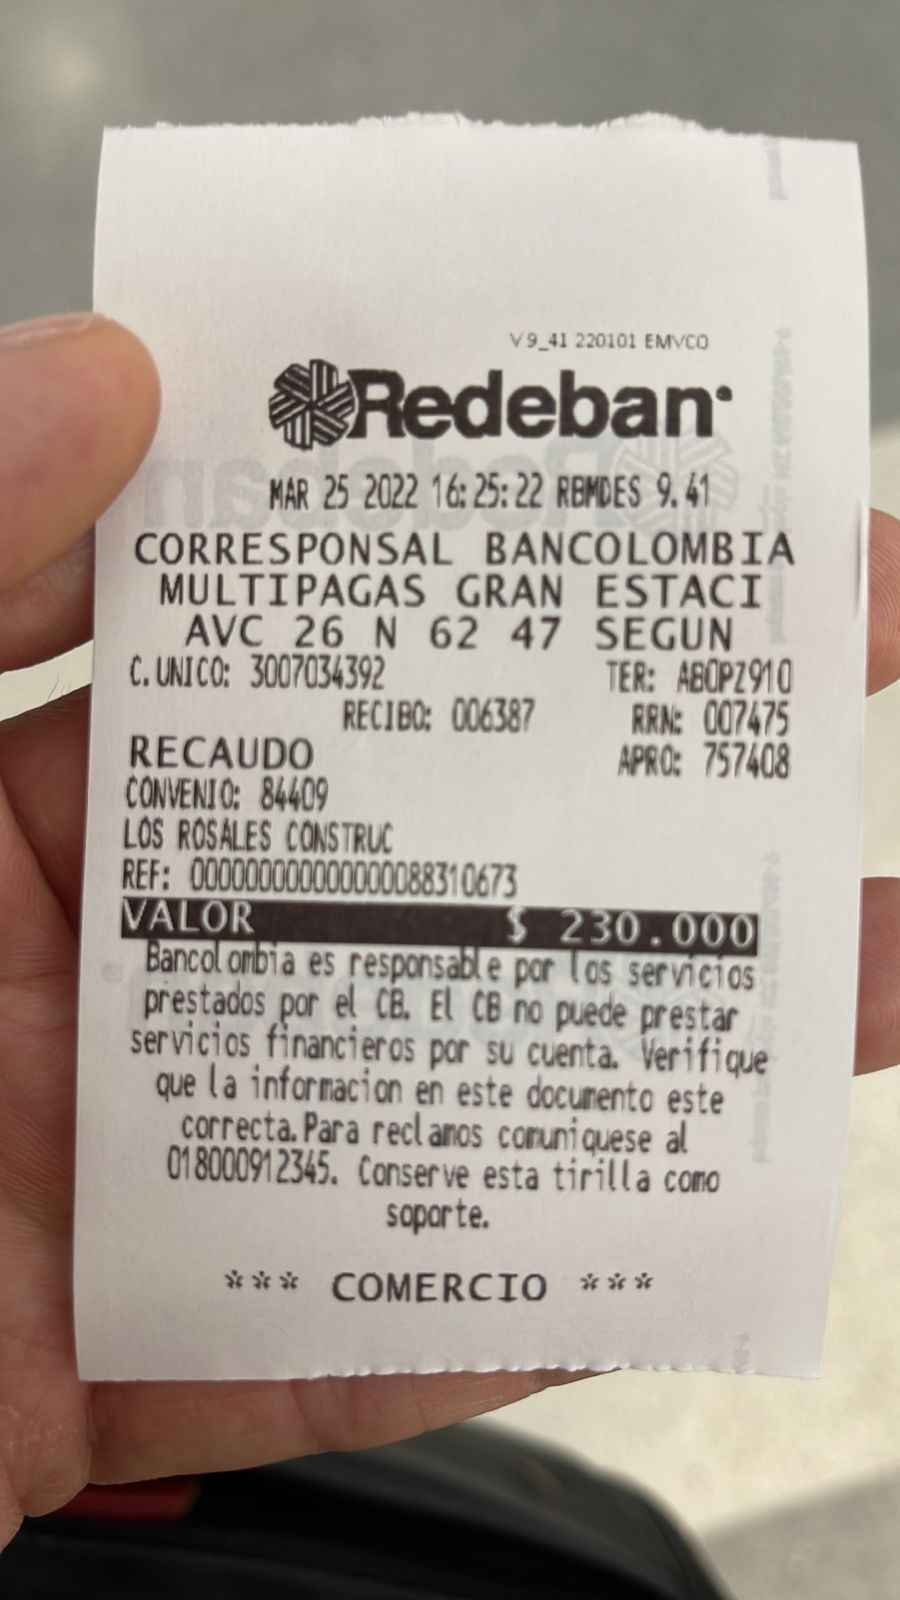 V 9_41 220101 EMVCO
Redeban
MAR 25 2022 16:25:22 RBMDES 9.41
CORRESPONSAL BANCOLOMBIA
MULTIPAGAS GRAN ESTACI
AVC 26 N 62 47 SEGUN
C.UNICO: 3007034392 TER: ABOPZ910
RECIBO: 006387 RRN: 007475
RECAUDO APRO: 757408
CONVENIO: 84409
LOS ROSALES CONSTRUC
REF: 000000000000000088310673
VALOR $ 230.000
Bancolombia es responsable por los servicios
prestados por el CB. El CB no puede prestar
servicios financieros por su cuenta. Verifique
que la informacion en este documento este
correcta.Para reclamos comuniquese al
018000912345. Conserve esta tirilla como
soporte.
*** COMERCIO ***